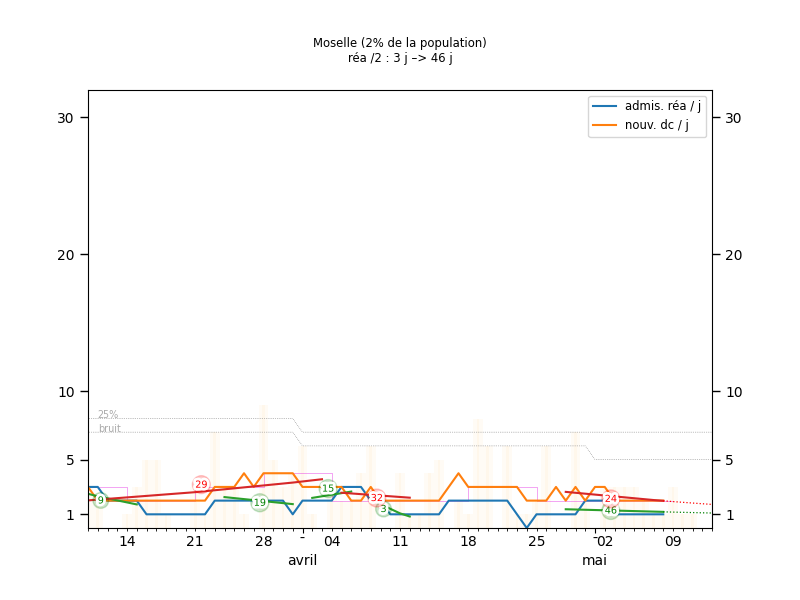 Moselle (2% de la population)
réa /2 : 3 j –> 46 j
admis. réa / j
nouv. dc / j
30 30
20 20
10 10
5 5
1 1
25%
bruit
9 29 19 15 32 3 24 46
14 21 28 04 11 18 25 02 09
avril mai